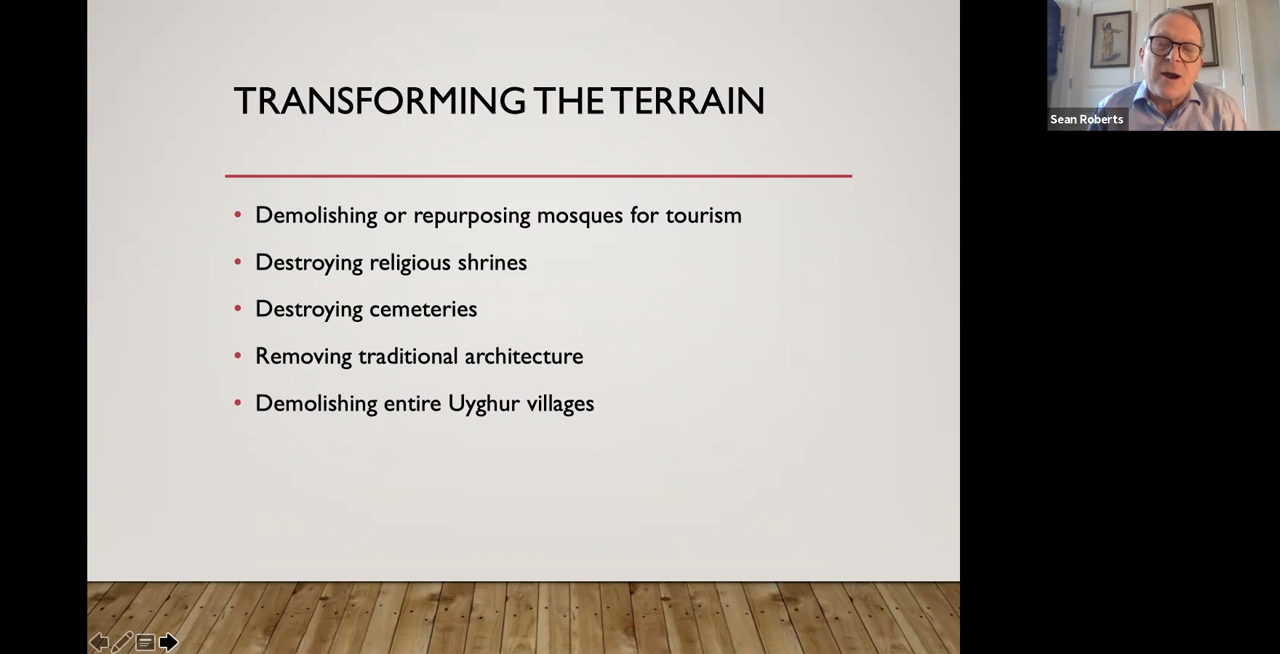 TRANSFORMING THE TERRAIN
• Demolishing or repurposing mosques for tourism
• Destroying religious shrines
• Destroying cemeteries
• Removing traditional architecture
• Demolishing entire Uyghur villages
Sean Roberts